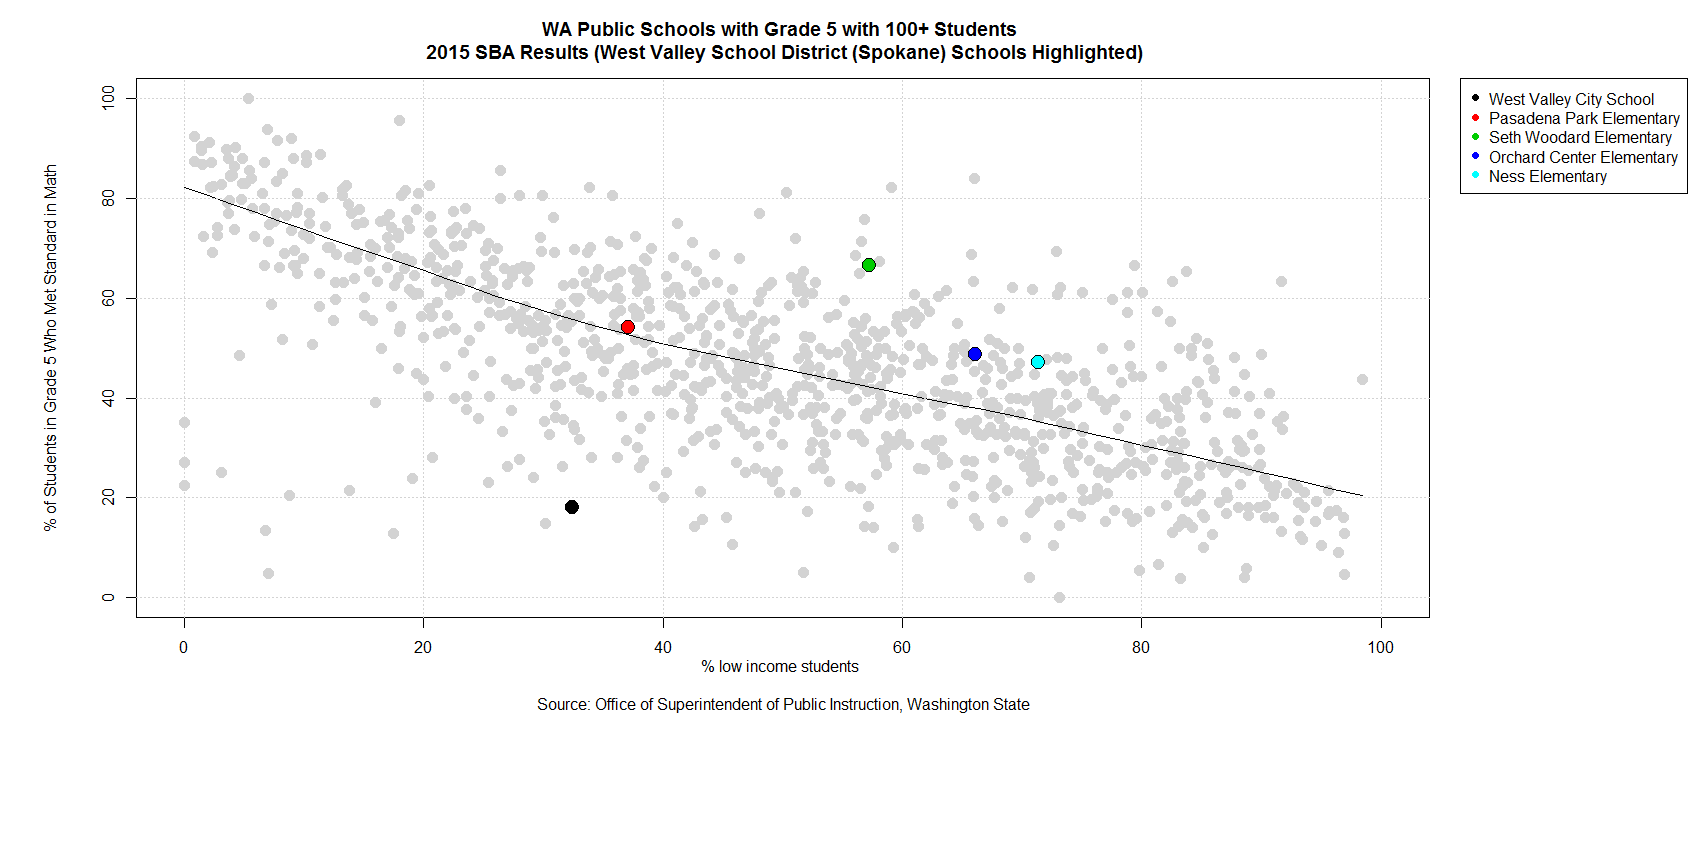 WA Public Schools with Grade 5 with 100+ Students
2015 SBA Results (West Valley School District (Spokane) Schools Highlighted)
West Valley City School
Pasadena Park Elementary
Seth Woodard Elementary
Orchard Center Elementary
Ness Elementary
% of Students in Grade 5 Who Met Standard in Math
100
80
60
40
20
0
0 20 40 60 80 100
% low income students
Source: Office of Superintendent of Public Instruction, Washington State